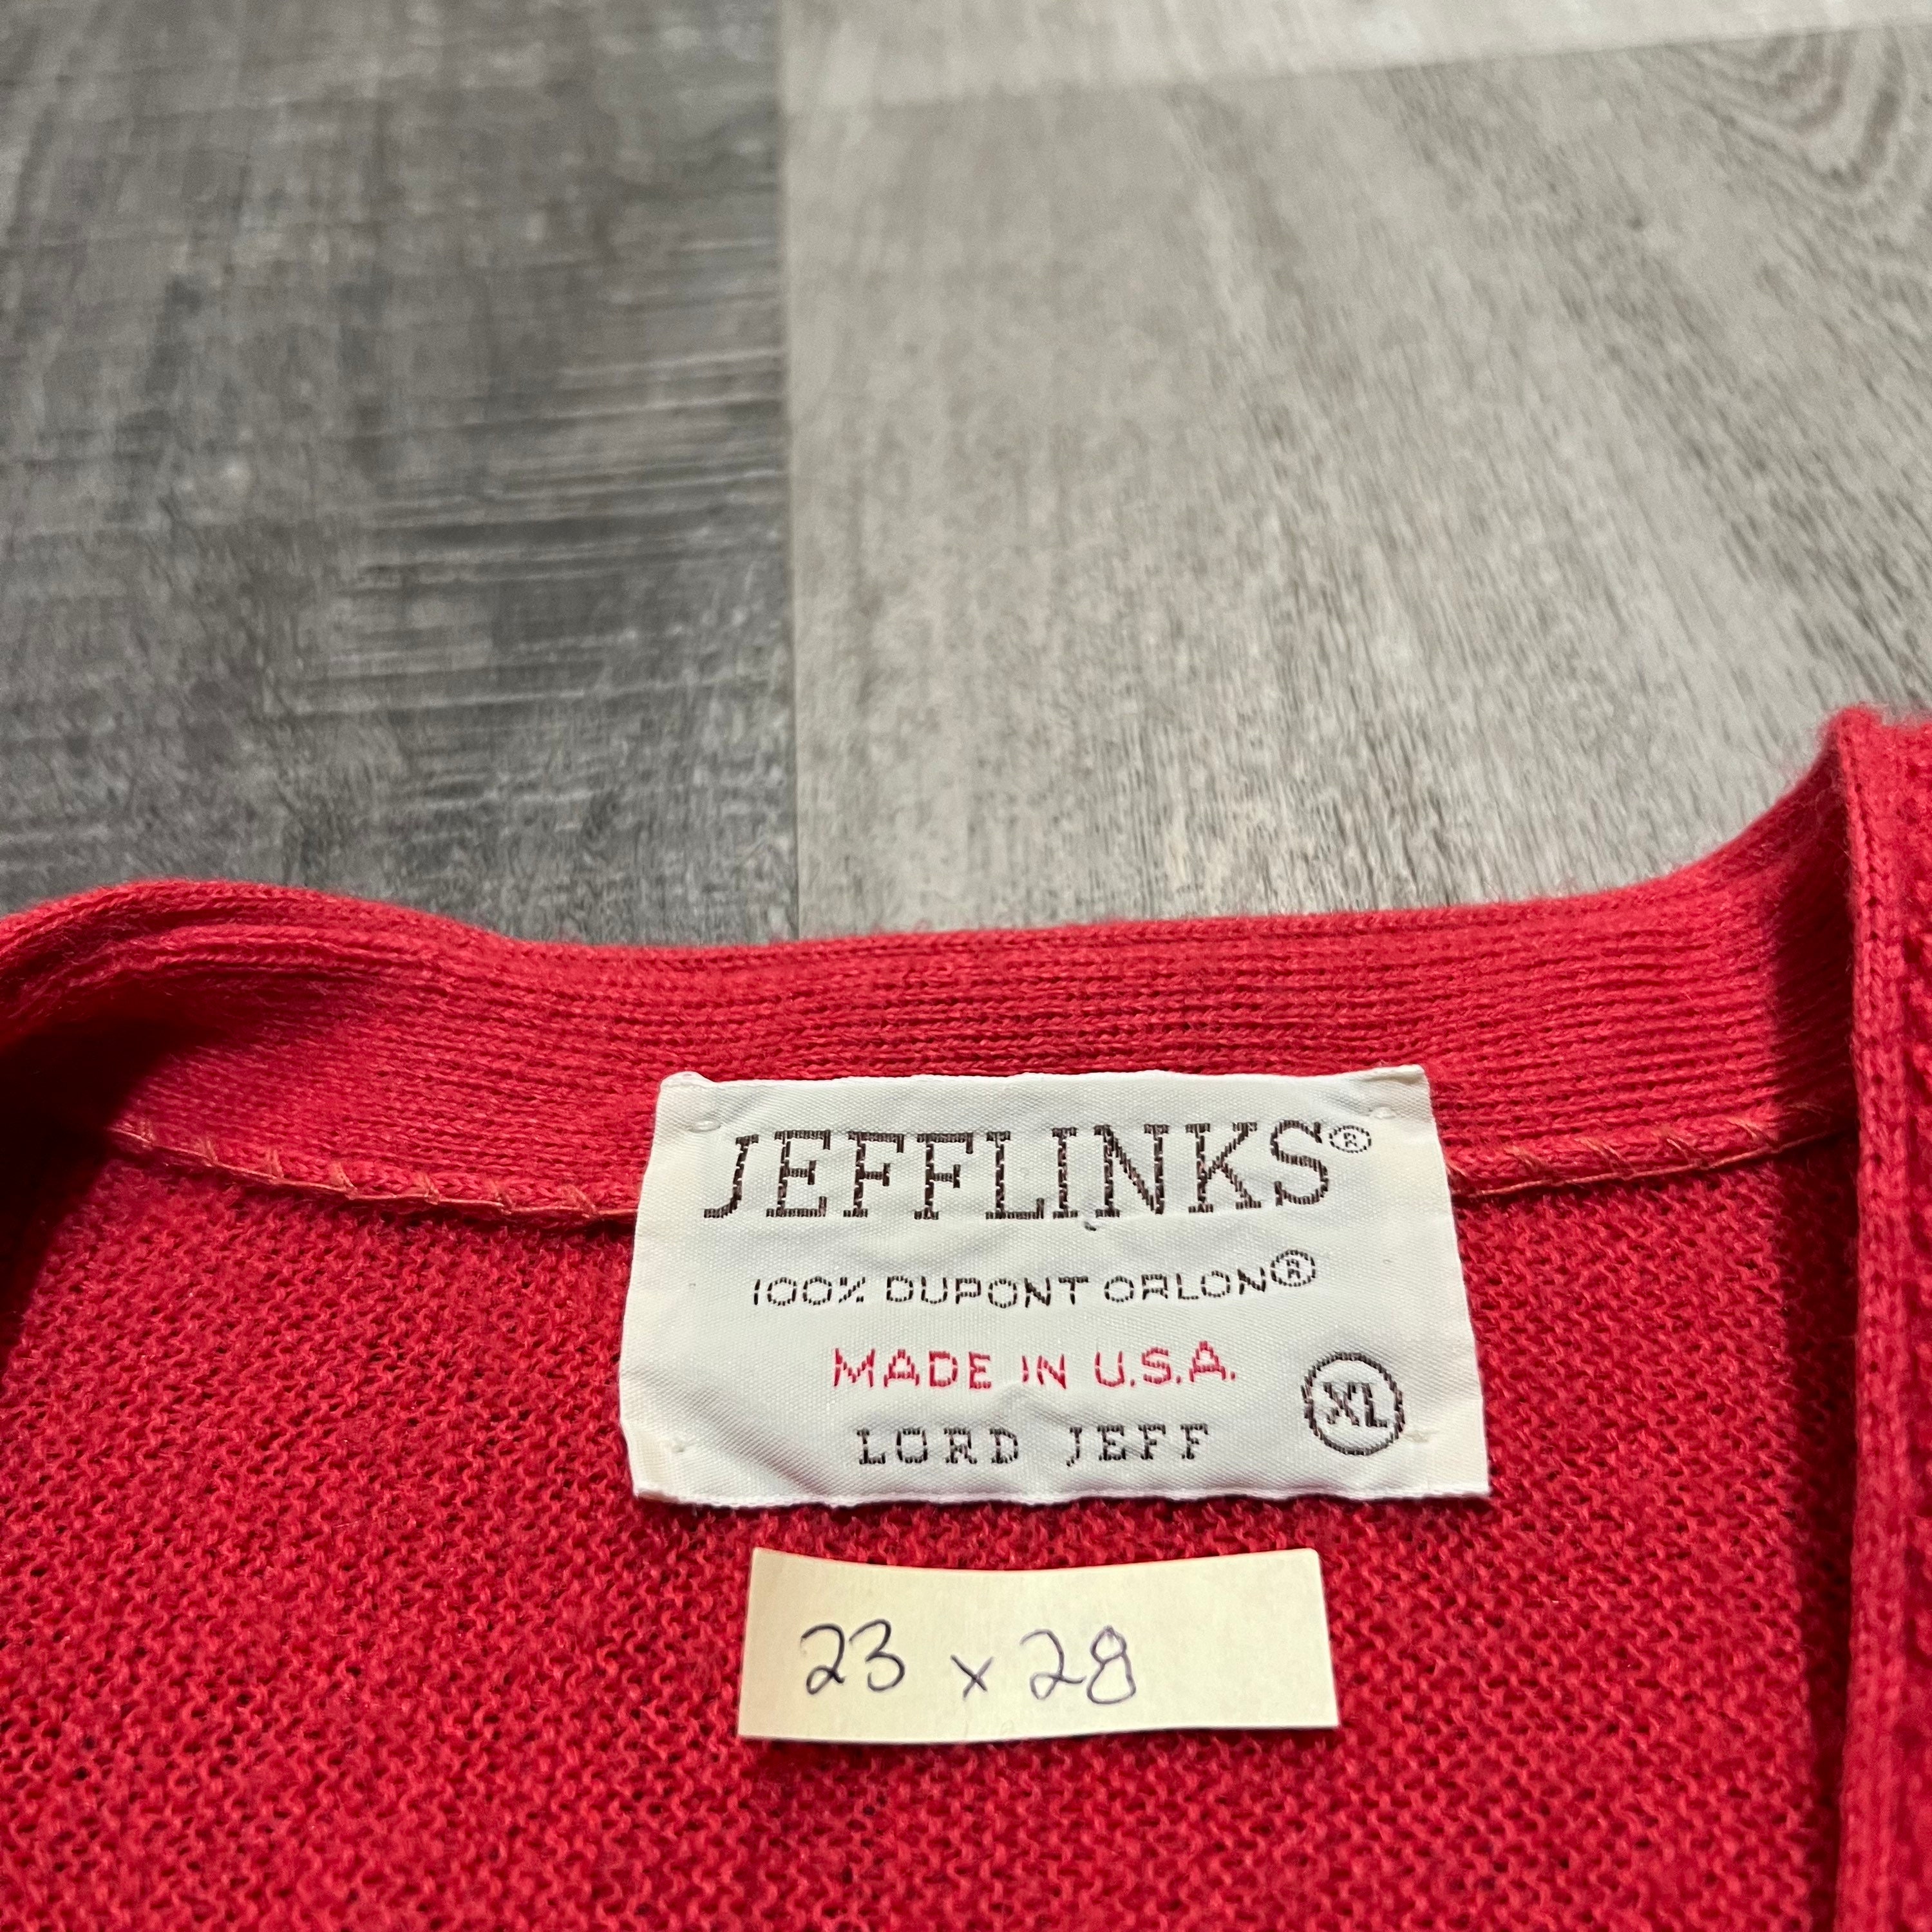 JEFFLINKS®
100% DUPONT ORLON®
MADE IN U.S.A.
LORD JEFF XL
23 x 28